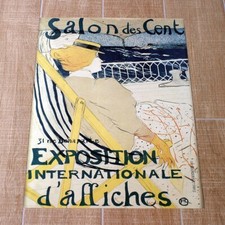 Salon des Cent
EXPOSITION
INTERNATIONALE
d'affiches